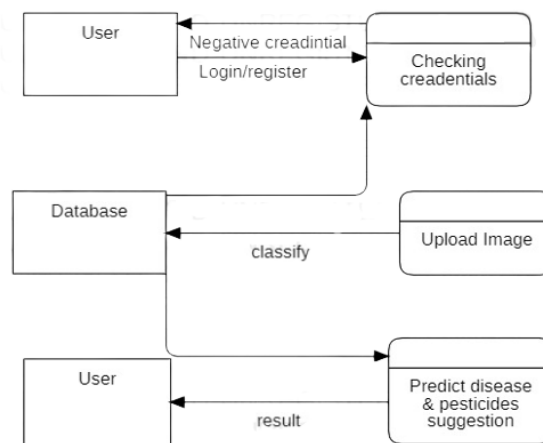 User
Negative creadintial
Login/register
Checking
creadentials
Database
classify
Upload Image
User
result
Predict disease
& pesticides
suggestion